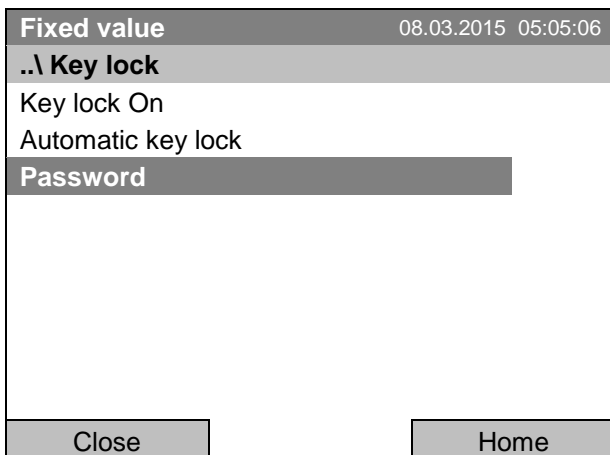 Fixed value 08.03.2015 05:05:06
..\ Key lock
Key lock On
Automatic key lock
Password
Close Home